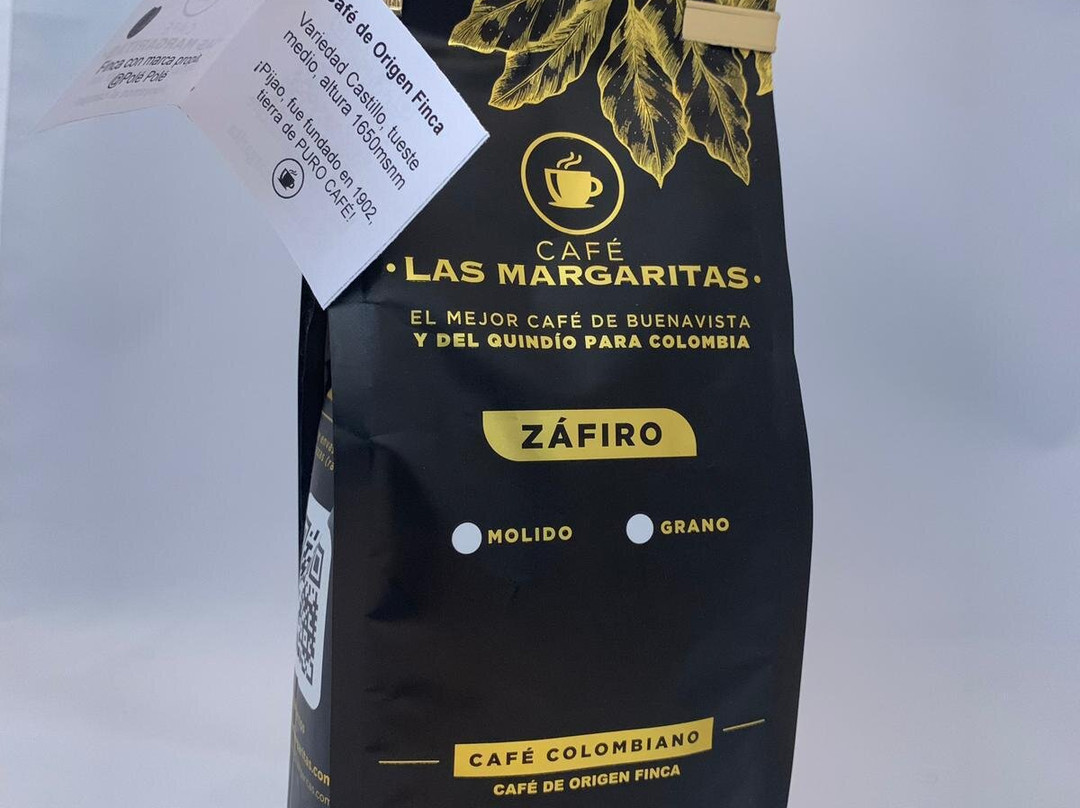 Finca con marca propia
@Polé Polé
Café de Origen Finca
Variedad Castillo, tueste
medio, altura 1650msnm
¡Pijao, fue fundado en 1902,
tierra de PURO CAFÉ!
CAFÉ
• LAS MARGARITAS •
EL MEJOR CAFÉ DE BUENAVISTA
Y DEL QUINDÍO PARA COLOMBIA
ZÁFIRO
MOLIDO
GRANO
CAFÉ COLOMBIANO
CAFÉ DE ORIGEN FINCA